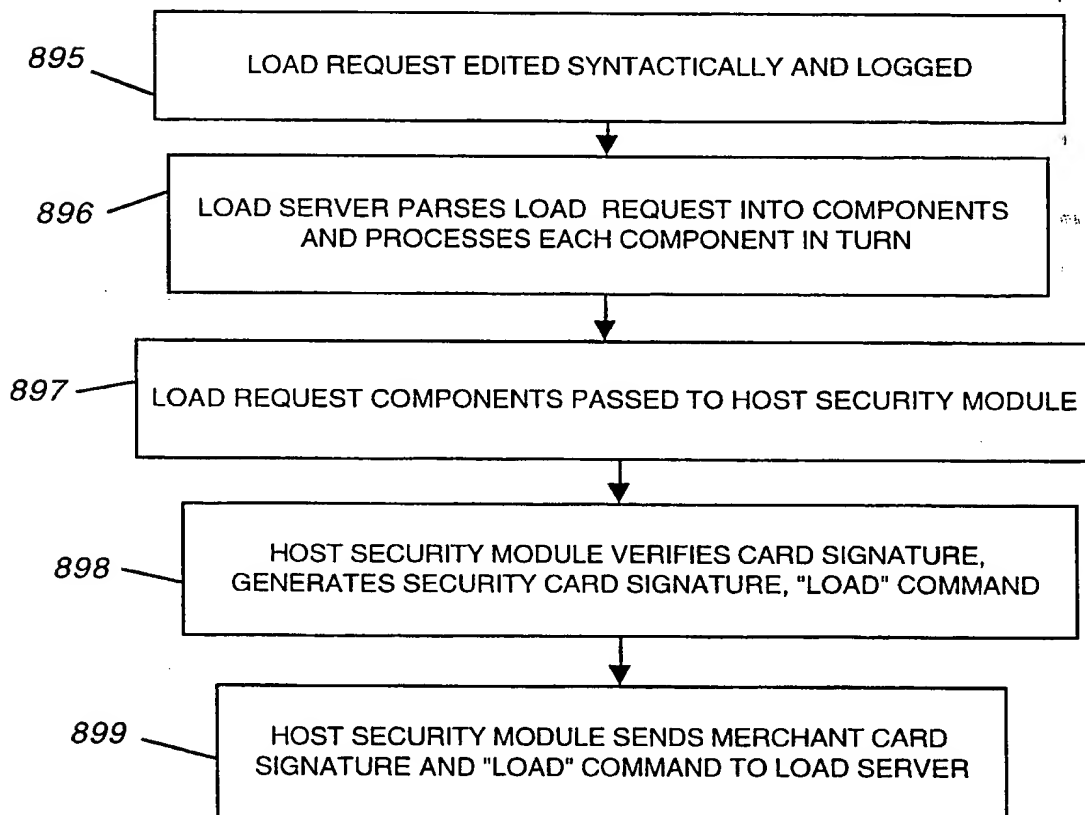 895
LOAD REQUEST EDITED SYNTACTICALLY AND LOGGED
896
LOAD SERVER PARSES LOAD REQUEST INTO COMPONENTS
AND PROCESSES EACH COMPONENT IN TURN
897
LOAD REQUEST COMPONENTS PASSED TO HOST SECURITY MODULE
898
HOST SECURITY MODULE VERIFIES CARD SIGNATURE,
GENERATES SECURITY CARD SIGNATURE, "LOAD" COMMAND
899
HOST SECURITY MODULE SENDS MERCHANT CARD
SIGNATURE AND "LOAD" COMMAND TO LOAD SERVER